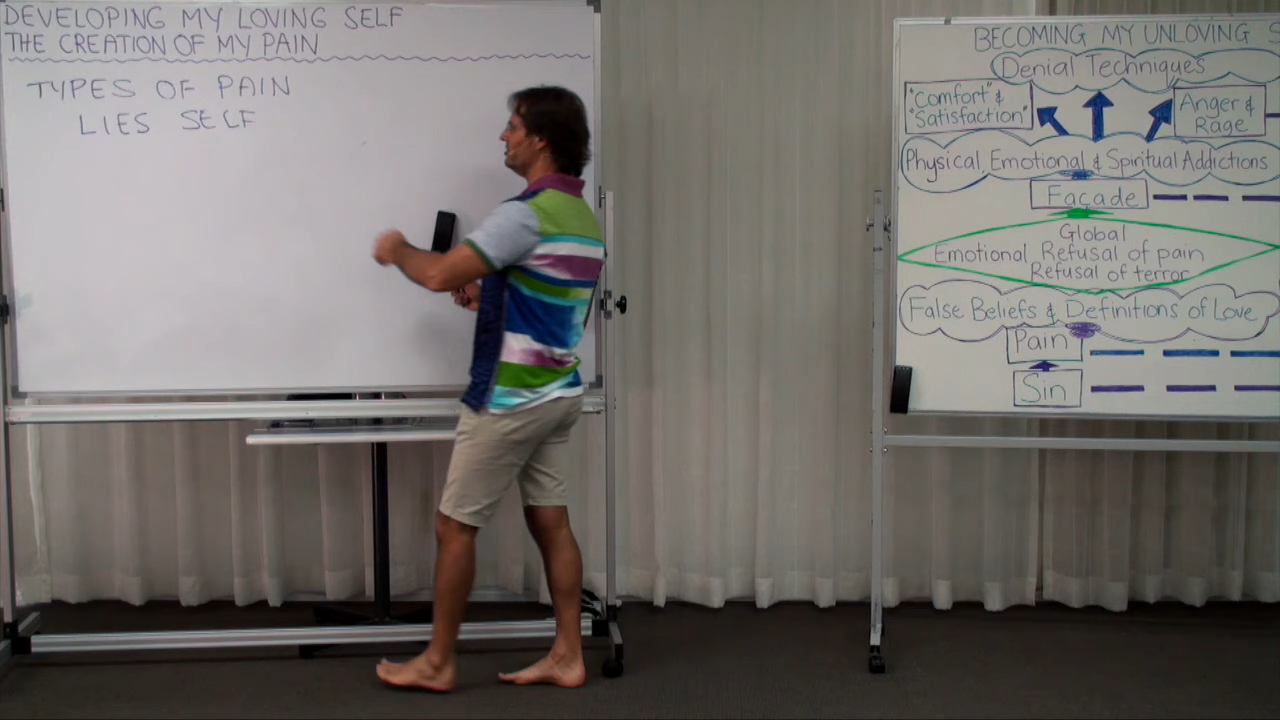 DEVELOPING MY LOVING SELF
THE CREATION OF MY PAIN
TYPES OF PAIN
LIES SELF
BECOMING MY UNLOVING S
Denial Techniques
"Comfort" &
"Satisfaction"
Anger &
Rage
Physical, Emotional & Spiritual Addictions
Façade
Global
Emotional Refusal of pain
Refusal of terror
False Beliefs & Definitions of Love
Pain
Sin